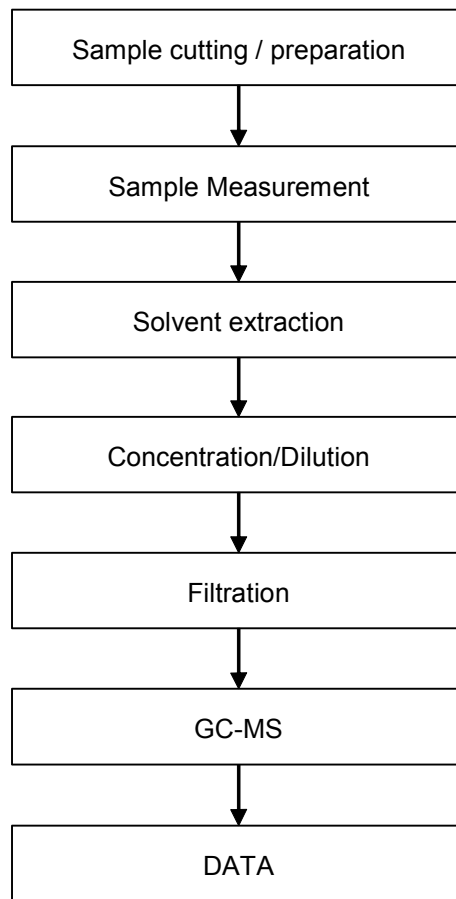 Sample cutting / preparation
Sample Measurement
Solvent extraction
Concentration/Dilution
Filtration
GC-MS
DATA